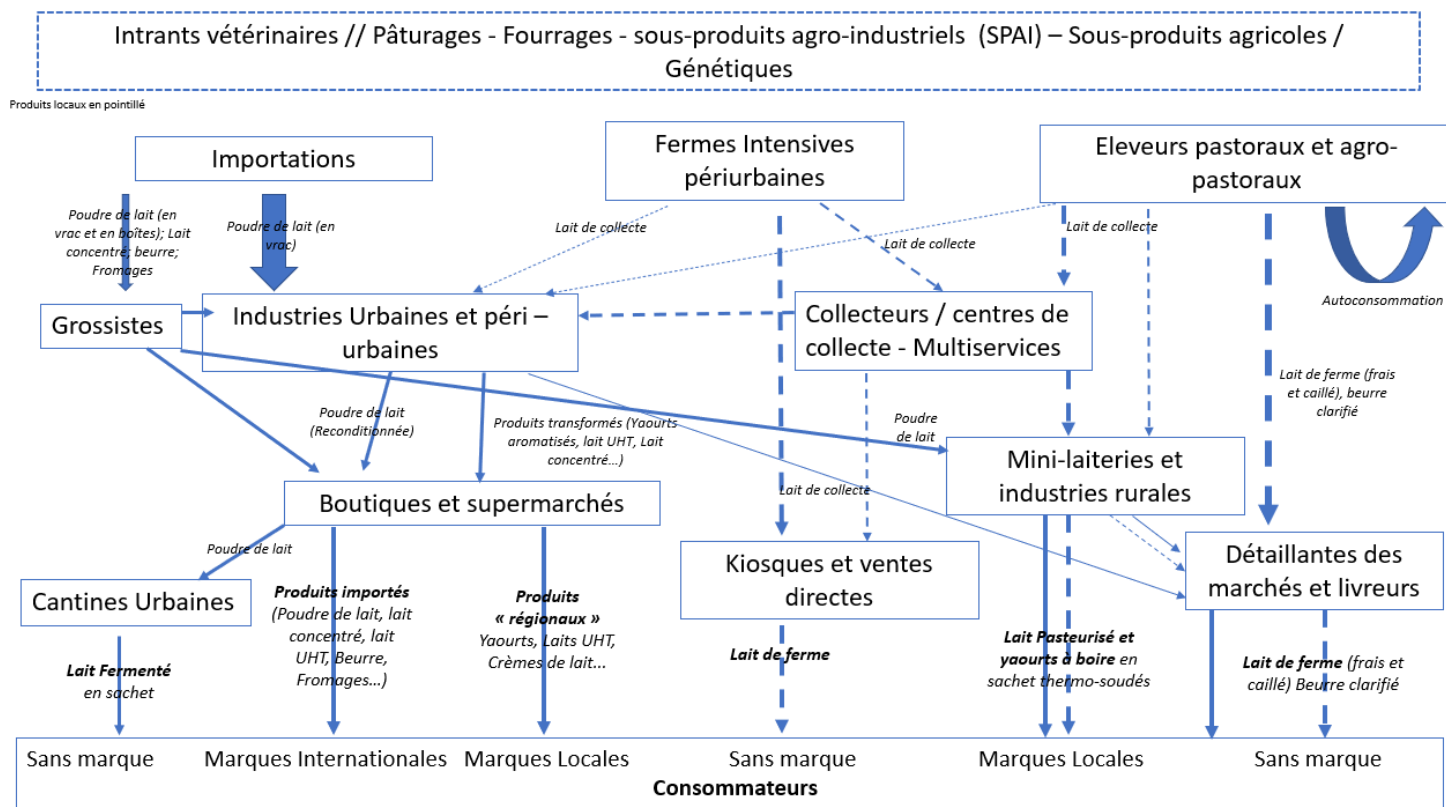 Intrants vétérinaires // Pâturages - Fourrages - sous-produits agro-industriels (SPAI) – Sous-produits agricoles /
Génétiques
Produits locaux en pointillé
Importations
Fermes Intensives
périurbaines
Eleveurs pastoraux et agro-
pastoraux
Poudre de lait (en
vrac et en boîtes); Lait
concentré; beurre;
Fromages
Poudre de lait (en
vrac)
Lait de collecte
Lait de collecte
Lait de collecte
Autoconsommation
Grossistes
Industries Urbaines et péri –
urbaines
Collecteurs / centres de
collecte - Multiservices
Lait de ferme (frais
et caillé), beurre
clarifié
Poudre de lait
(Reconditionnée)
Produits transformés (Yaourts
aromatisés, lait UHT, Lait
concentré...)
Poudre
de lait
Mini-laiteries et
industries rurales
Lait de collecte
Boutiques et supermarchés
Poudre de lait
Kiosques et ventes
directes
Détaillantes des
marchés et livreurs
Cantines Urbaines
Produits importés
(Poudre de lait, lait
concentré, lait
UHT, Beurre,
Fromages...)
Produits
« régionaux »
Yaourts, Laits UHT,
Crèmes de lait...
Lait de ferme
Lait Pasteurisé et
yaourts à boire en
sachet thermo-soudés
Lait de ferme (frais et
caillé) Beurre clarifié
Lait Fermenté
en sachet
Sans marque
Marques Internationales
Marques Locales
Sans marque
Marques Locales
Sans marque
Consommateurs